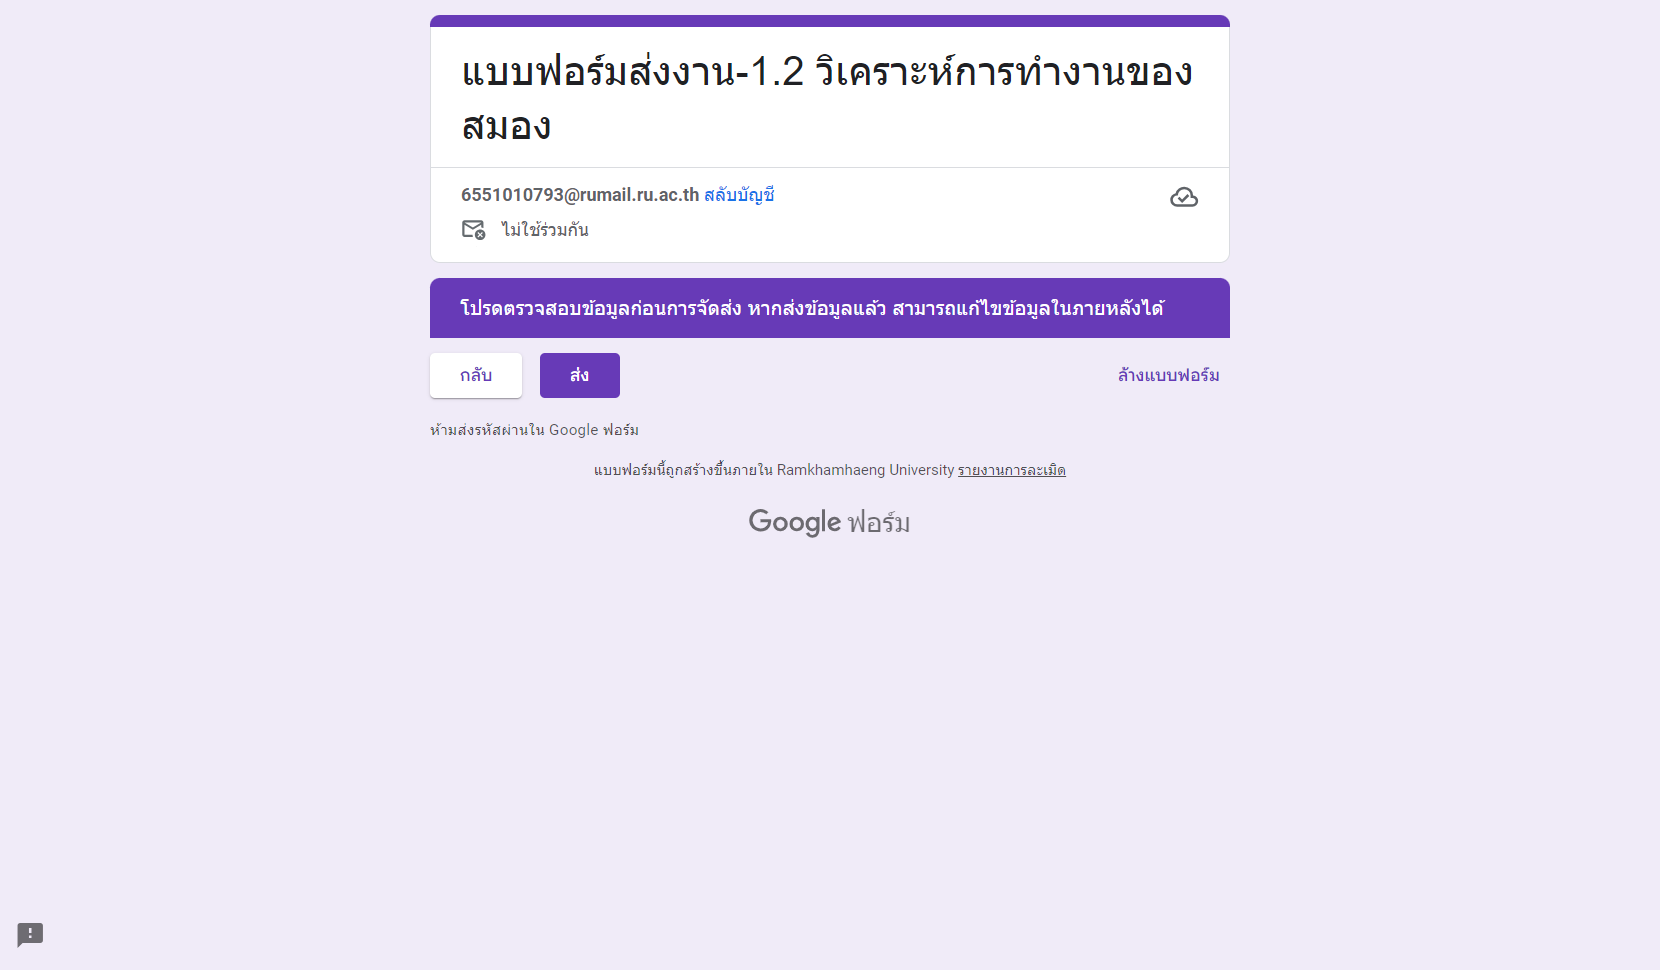 แบบฟอร์มส่งงาน-1.2 วิเคราะห์การทำงานของ
สมอง
6551010793@rumail.ru.ac.th สลับบัญชี
ไม่ใช้ร่วมกัน
โปรดตรวจสอบข้อมูลก่อนการจัดส่ง หากส่งข้อมูลแล้ว สามารถแก้ไขข้อมูลในภายหลังได้
กลับ ส่ง ล้างแบบฟอร์ม
ห้ามส่งรหัสผ่านใน Google ฟอร์ม
แบบฟอร์มนี้ถูกสร้างขึ้นภายใน Ramkhamhaeng University รายงานการละเมิด
Google ฟอร์ม